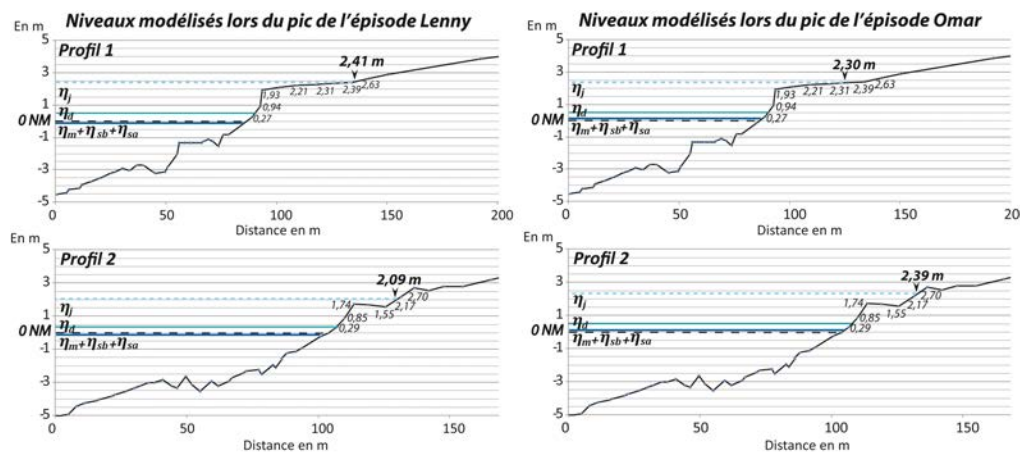 Niveaux modélisés lors du pic de l'épisode Lenny
En m
5
Profil 1
2,41 m
3
ηj
1,93
2,21
2,31
2,39
2,63
1
0,94
ηd
0 NM
0,27
ηm+ηsb+ηsa
-1
-3
-5
0
50
100
150
200
Distance en m
Niveaux modélisés lors du pic de l'épisode Omar
En m
5
Profil 1
2,30 m
3
ηj
1,93
2,21
2,31
2,39
2,63
1
0,94
ηd
0 NM
0,27
ηm+ηsb+ηsa
-1
-3
-5
0
50
100
150
20
Distance en m
En m
5
Profil 2
2,09 m
3
ηj
1,74
2,70
2,17
1,55
1
0,85
ηd
0 NM
0,29
ηm+ηsb+ηsa
-1
-3
-5
0
50
100
150
Distance en m
En m
5
Profil 2
2,39 m
3
ηj
1,74
2,70
2,17
1,55
1
0,85
ηd
0 NM
0,29
ηm+ηsb+ηsa
-1
-3
-5
0
50
100
150
Distance en m